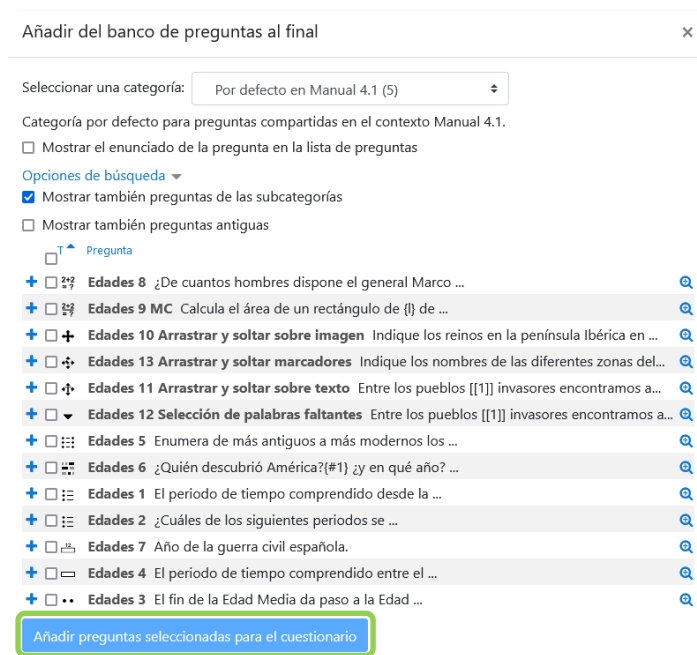 Añadir del banco de preguntas al final ×
Seleccionar una categoría: Por defecto en Manual 4.1 (5)
Categoría por defecto para preguntas compartidas en el contexto Manual 4.1.
Mostrar el enunciado de la pregunta en la lista de preguntas
Opciones de búsqueda
Mostrar también preguntas de las subcategorías
Mostrar también preguntas antiguas
T Pregunta
Edades 8 ¿De cuantos hombres dispone el general Marco ...
Edades 9 MC Calcula el área de un rectángulo de {l} de ...
Edades 10 Arrastrar y soltar sobre imagen Indique los reinos en la península Ibérica en ...
Edades 13 Arrastrar y soltar marcadores Indique los nombres de las diferentes zonas del...
Edades 11 Arrastrar y soltar sobre texto Entre los pueblos [[1]] invasores encontramos a...
Edades 12 Selección de palabras faltantes Entre los pueblos [[1]] invasores encontramos a...
Edades 5 Enumera de más antiguos a más modernos los ...
Edades 6 ¿Quién descubrió América?{#1} ¿y en qué año? ...
Edades 1 El periodo de tiempo comprendido desde la ...
Edades 2 ¿Cuáles de los siguientes periodos se ...
Edades 7 Año de la guerra civil española.
Edades 4 El periodo de tiempo comprendido entre el ...
Edades 3 El fin de la Edad Media da paso a la Edad ...
Añadir preguntas seleccionadas para el cuestionario